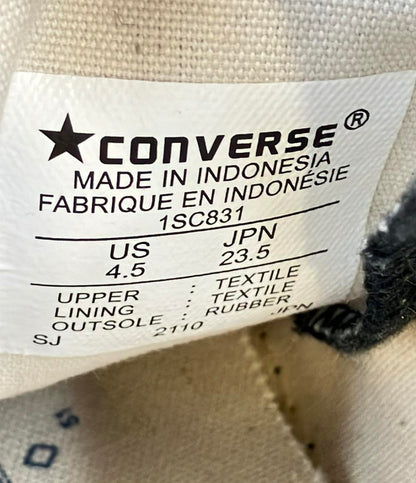 ★CONVERSE®
MADE IN INDONESIA
FABRIQUE EN INDONÉSIE
1SC831
US JPN
4.5 23.5
UPPER : TEXTILE
LINING : TEXTILE
OUTSOLE : RUBBER
SJ 2110 JPN